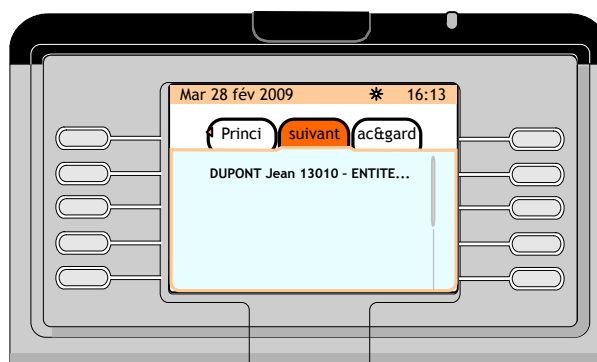 Mar 28 fév 2009 ☀ 16:13
Princi suivant ac&gard
DUPONT Jean 13010 - ENTITE...